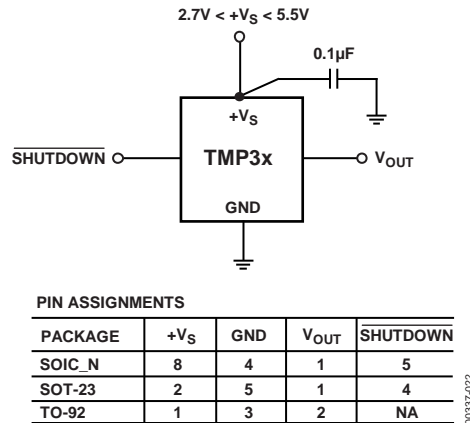 2.7V < +VS < 5.5V
0.1µF
+VS
SHUTDOWN
TMP3x
VOUT
GND
PIN ASSIGNMENTS
PACKAGE +VS GND VOUT SHUTDOWN
SOIC_N 8 4 1 5
SOT-23 2 5 1 4
TO-92 1 3 2 NA